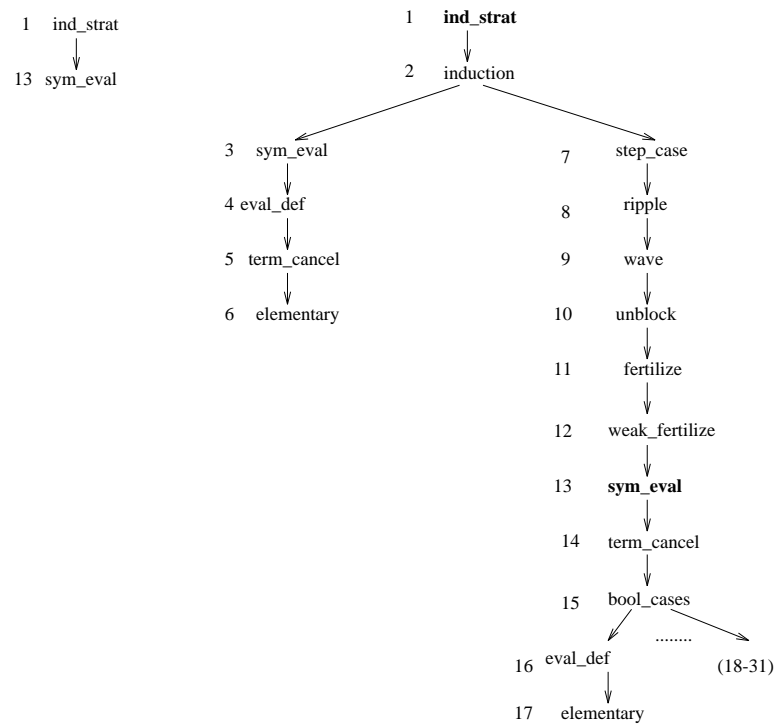 1 ind_strat
13 sym_eval
1 ind_strat
2 induction
3 sym_eval
7 step_case
4 eval_def
8 ripple
5 term_cancel
9 wave
6 elementary
10 unblock
11 fertilize
12 weak_fertilize
13 sym_eval
14 term_cancel
15 bool_cases
........
16 eval_def
(18-31)
17 elementary